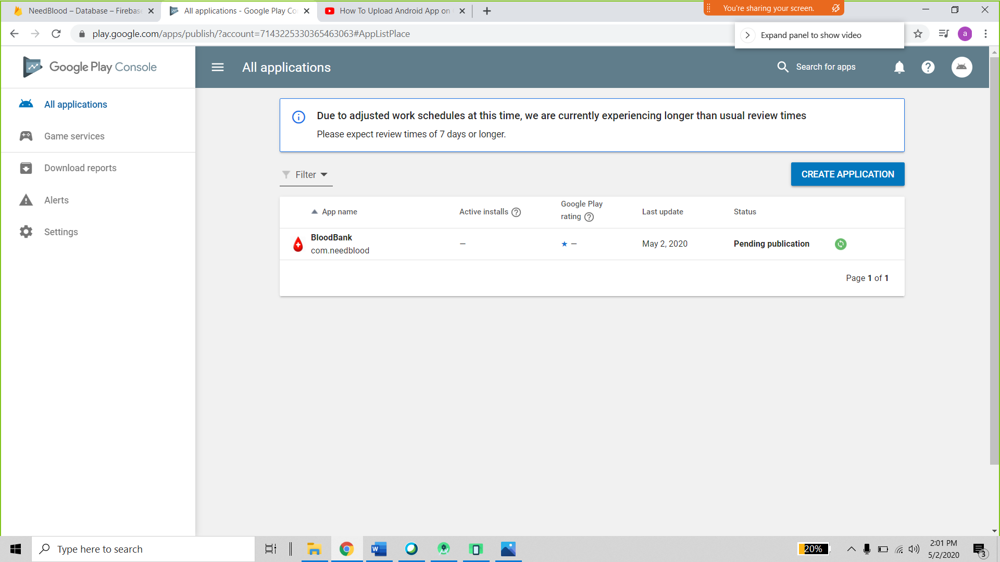 NeedBlood – Database – Firebase
All applications - Google Play Co
How To Upload Android App on
You're sharing your screen.
play.google.com/apps/publish/?account=7143225330365463063#AppListPlace
Expand panel to show video
a
Google Play Console
All applications
Search for apps
All applications
Game services
Download reports
Alerts
Settings
Due to adjusted work schedules at this time, we are currently experiencing longer than usual review times
Please expect review times of 7 days or longer.
Filter
CREATE APPLICATION
App name
Active installs
Google Play
rating
Last update
Status
BloodBank
com.needblood
–
–
May 2, 2020
Pending publication
Page 1 of 1
Type here to search
20%
2:01 PM
5/2/2020
3